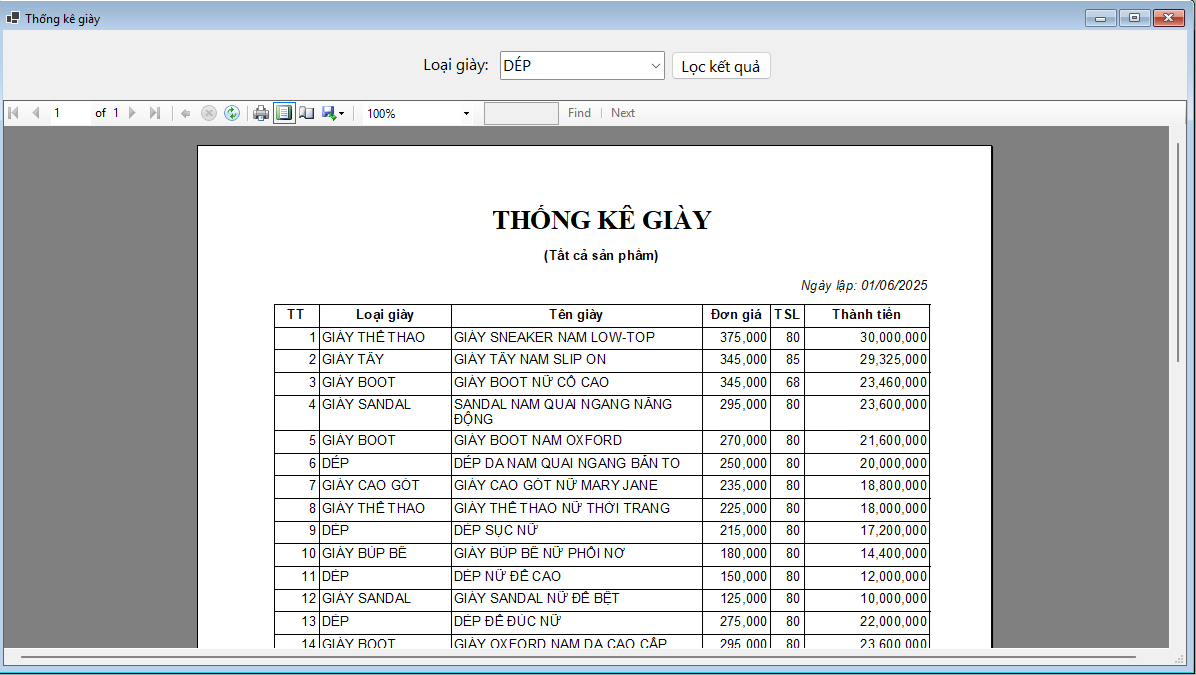 Thống kê giày
Loại giày: DÉP Lọc kết quả
1 of 1 100% Find Next
THỐNG KÊ GIÀY
(Tất cả sản phẩm)
Ngày lập: 01/06/2025
TT Loại giày Tên giày Đơn giá TSL Thành tiền
1 GIÀY THỂ THAO GIÀY SNEAKER NAM LOW-TOP 375,000 80 30,000,000
2 GIÀY TÂY GIÀY TÂY NAM SLIP ON 345,000 85 29,325,000
3 GIÀY BOOT GIÀY BOOT NỮ CỔ CAO 345,000 68 23,460,000
4 GIÀY SANDAL SANDAL NAM QUAI NGANG NĂNG 295,000 80 23,600,000
ĐỘNG
5 GIÀY BOOT GIÀY BOOT NAM OXFORD 270,000 80 21,600,000
6 DÉP DÉP DA NAM QUAI NGANG BẢN TO 250,000 80 20,000,000
7 GIÀY CAO GÓT GIÀY CAO GÓT NỮ MARY JANE 235,000 80 18,800,000
8 GIÀY THỂ THAO GIÀY THỂ THAO NỮ THỜI TRANG 225,000 80 18,000,000
9 DÉP DÉP SỤC NỮ 215,000 80 17,200,000
10 GIÀY BÚP BÊ GIÀY BÚP BÊ NỮ PHỐI NƠ 180,000 80 14,400,000
11 DÉP DÉP NỮ ĐẾ CAO 150,000 80 12,000,000
12 GIÀY SANDAL GIÀY SANDAL NỮ ĐẾ BỆT 125,000 80 10,000,000
13 DÉP DÉP ĐẾ ĐÚC NỮ 275,000 80 22,000,000
14 GIÀY BOOT GIÀY OXFORD NAM DA CAO CẤP 295,000 80 23,600,000